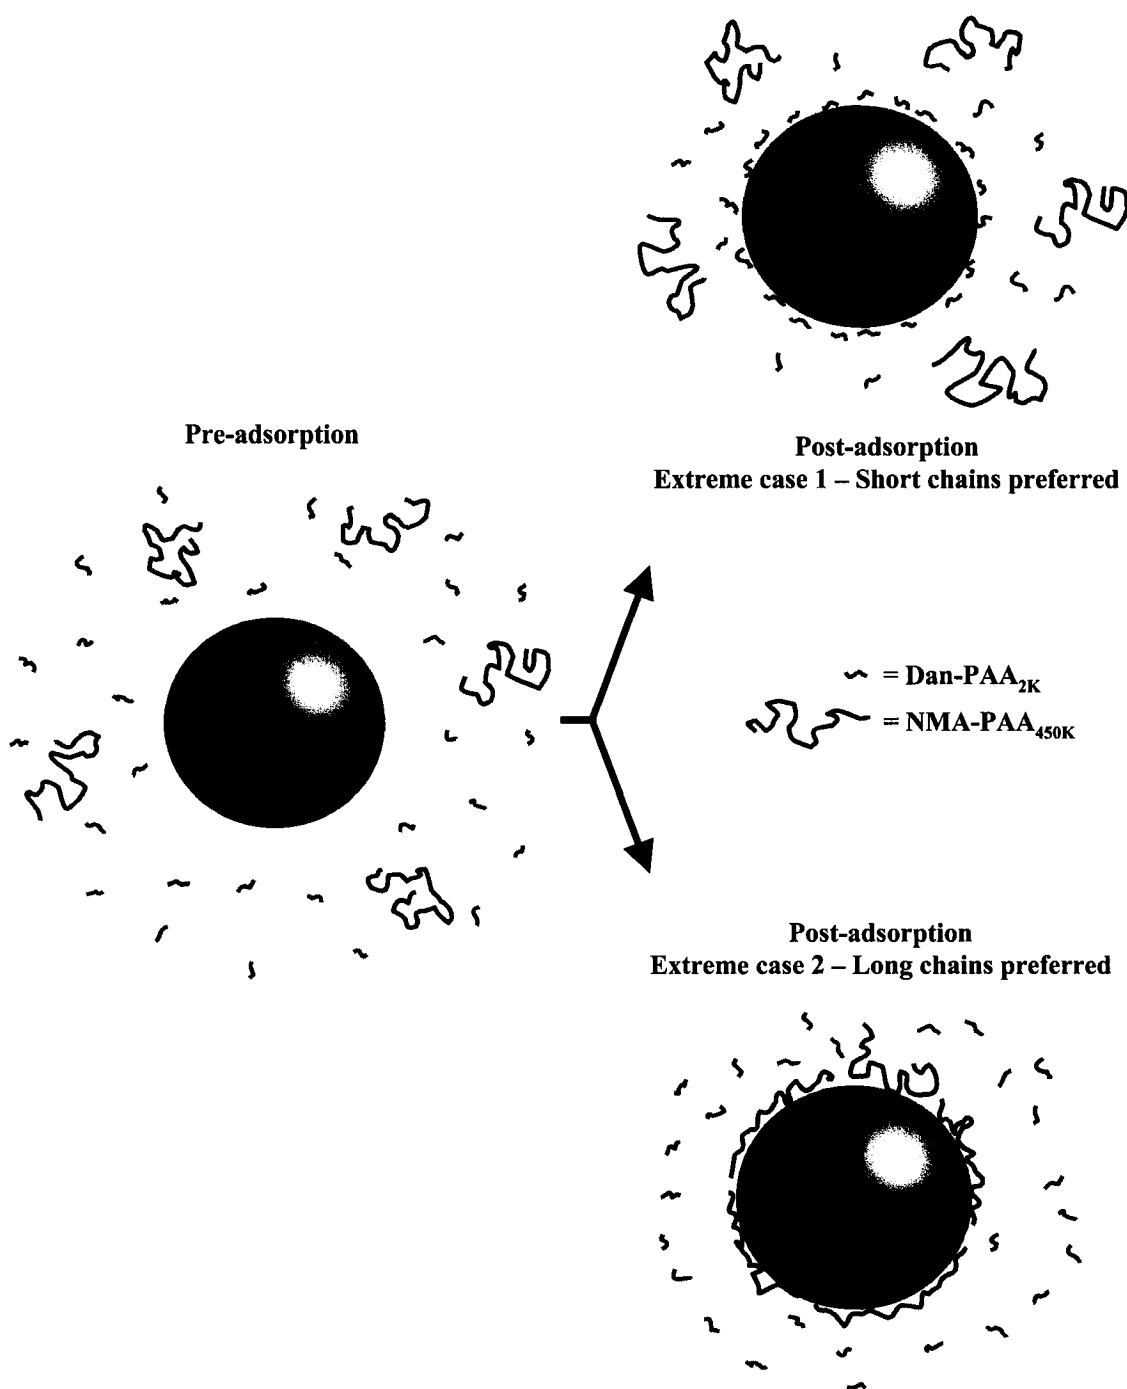 Pre-adsorption
Post-adsorption
Extreme case 1 – Short chains preferred
= Dan-PAA2K
= NMA-PAA450K
Post-adsorption
Extreme case 2 – Long chains preferred